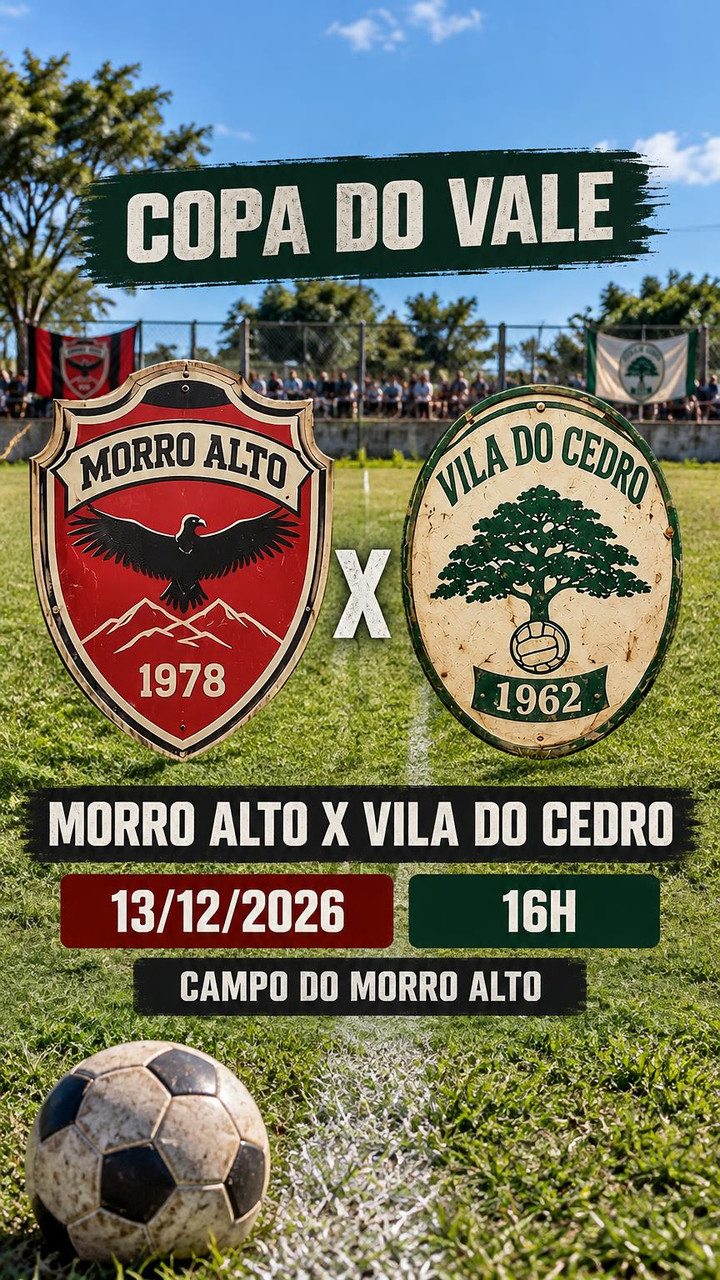 COPA DO VALE
MORRO ALTO
1978
X
VILA DO CEDRO
1962
MORRO ALTO X VILA DO CEDRO
13/12/2026
16H
CAMPO DO MORRO ALTO